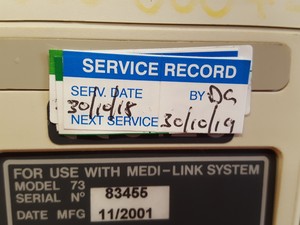 SERVICE RECORD
SERV. DATE BY: DG
30/10/18
NEXT SERVICE 30/10/19
FOR USE WITH MEDI-LINK SYSTEM
MODEL 73
SERIAL Nº 83455
DATE MFG 11/2001